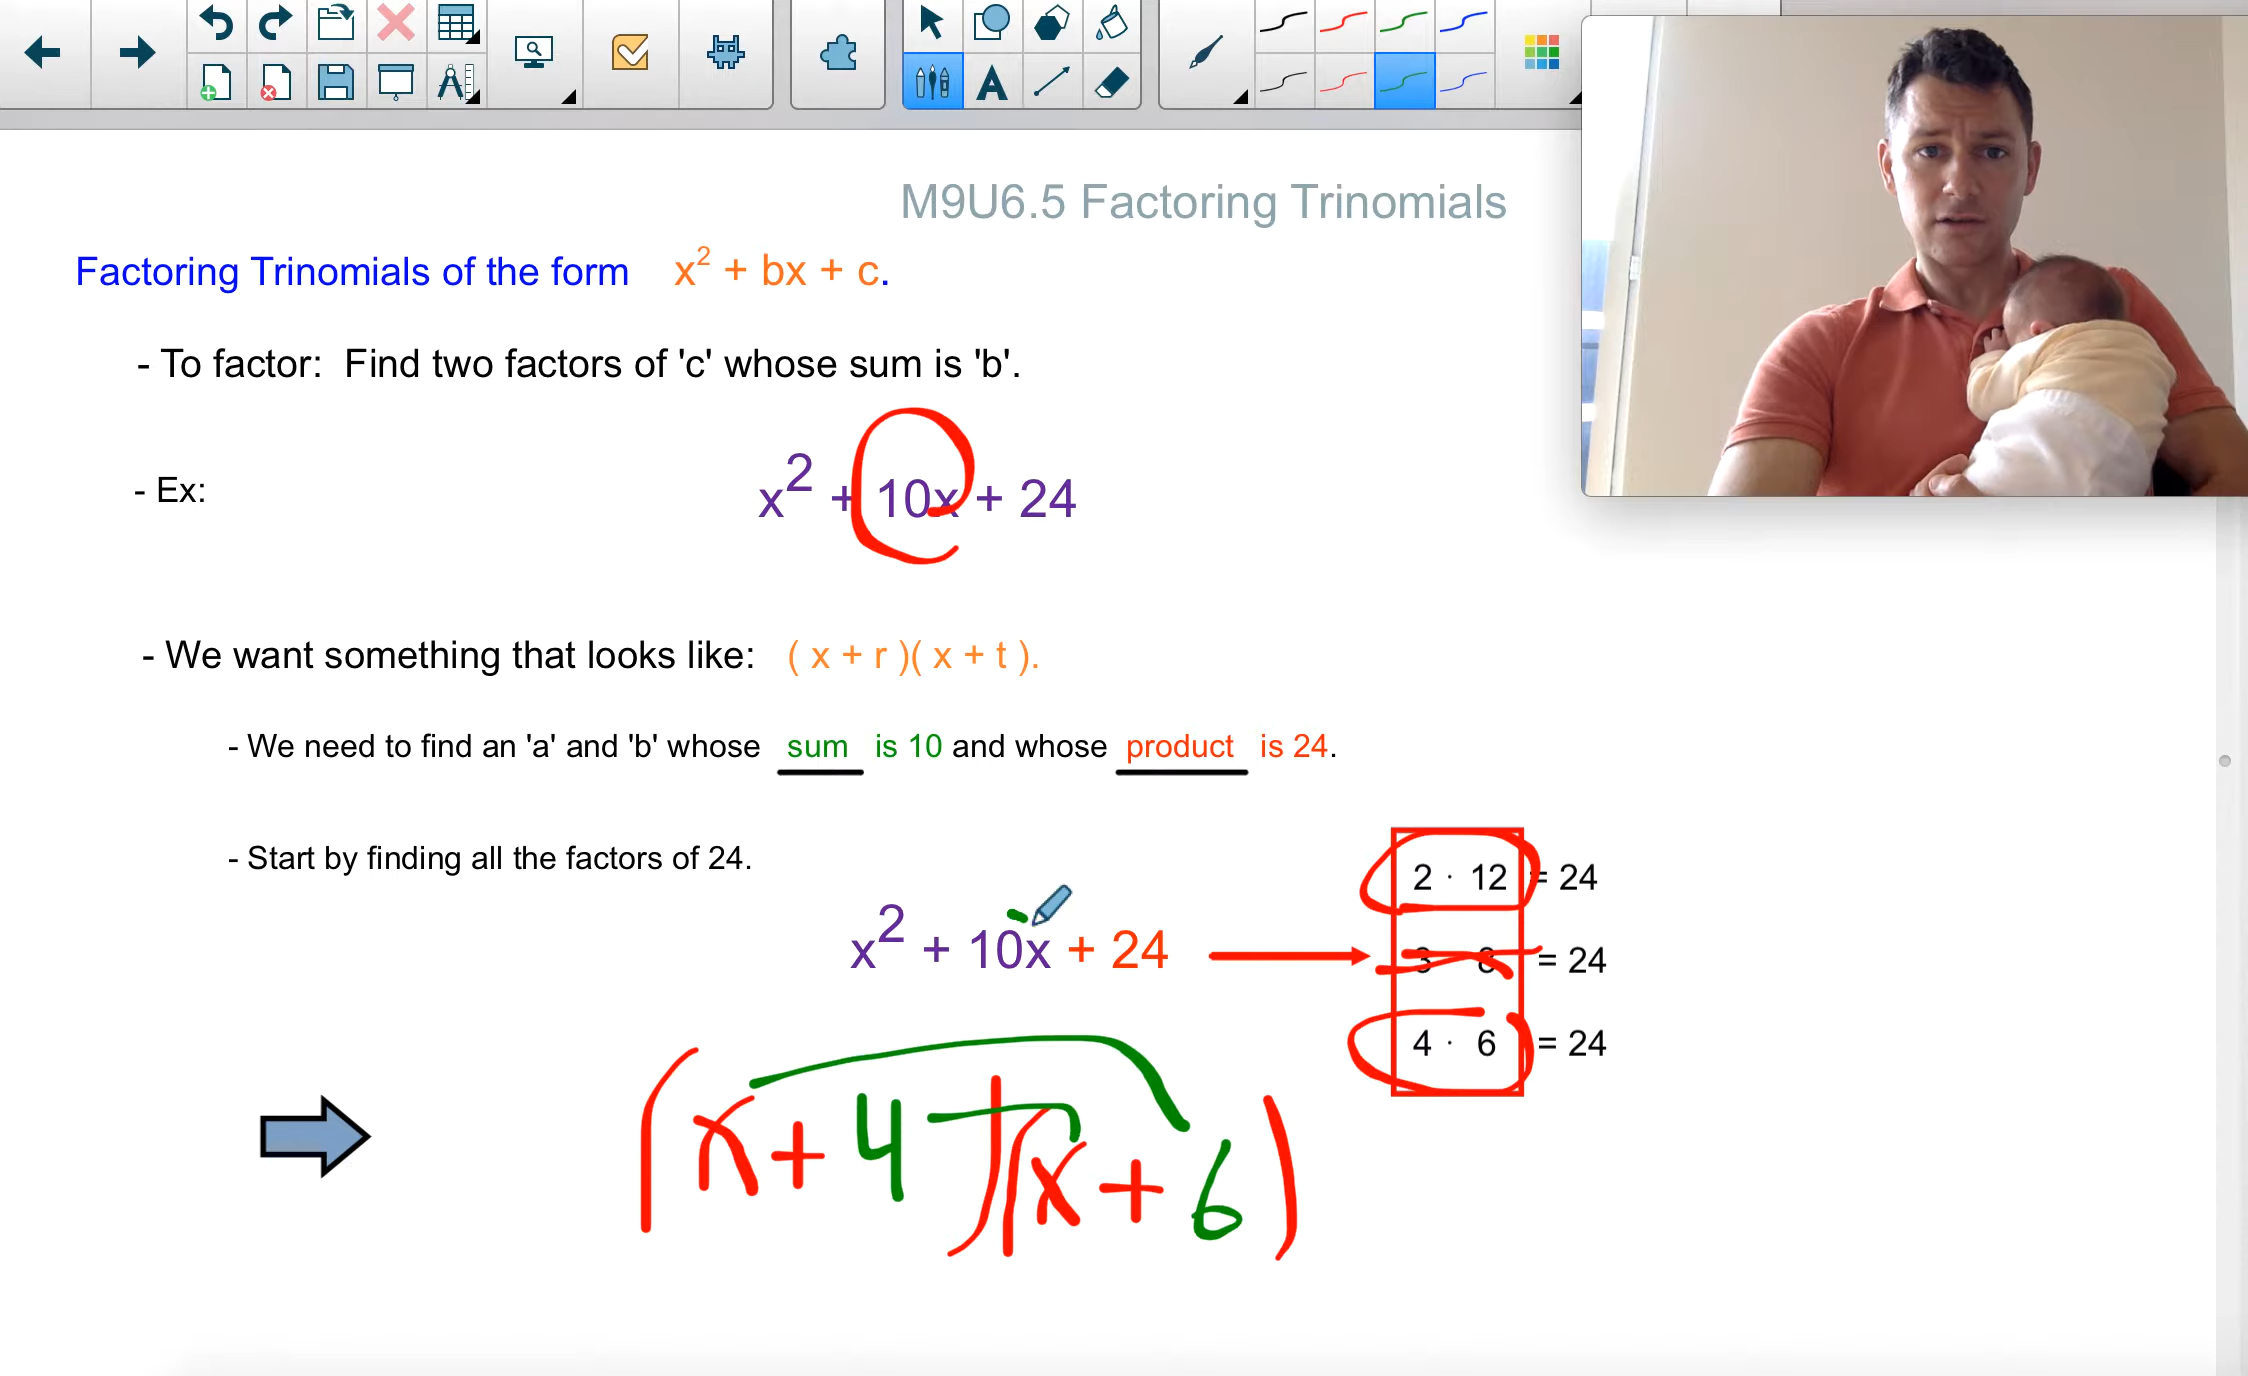 M9U6.5 Factoring Trinomials
Factoring Trinomials of the form x² + bx + c.
- To factor: Find two factors of 'c' whose sum is 'b'.
- Ex: x² + 10x + 24
- We want something that looks like: ( x + r )( x + t ).
- We need to find an 'a' and 'b' whose sum is 10 and whose product is 24.
- Start by finding all the factors of 24.
2 · 12 = 24
x² + 10x + 24
3 8 = 24
4 · 6 = 24
(x+4)(x+6)